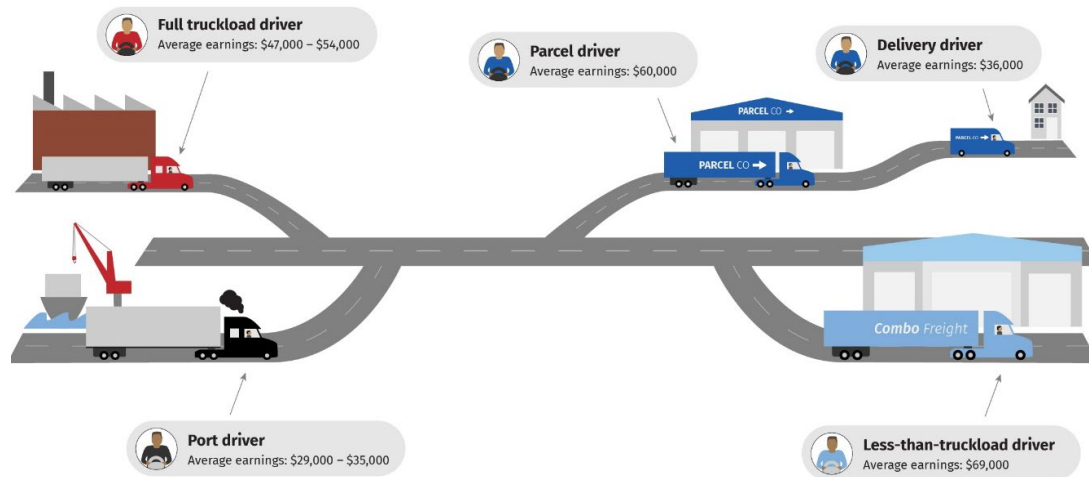 Full truckload driver
Average earnings: $47,000 – $54,000
Parcel driver
Average earnings: $60,000
Delivery driver
Average earnings: $36,000
PARCEL CO →
PARCEL CO →
PARCEL CO →
Combo Freight
Port driver
Average earnings: $29,000 – $35,000
Less-than-truckload driver
Average earnings: $69,000